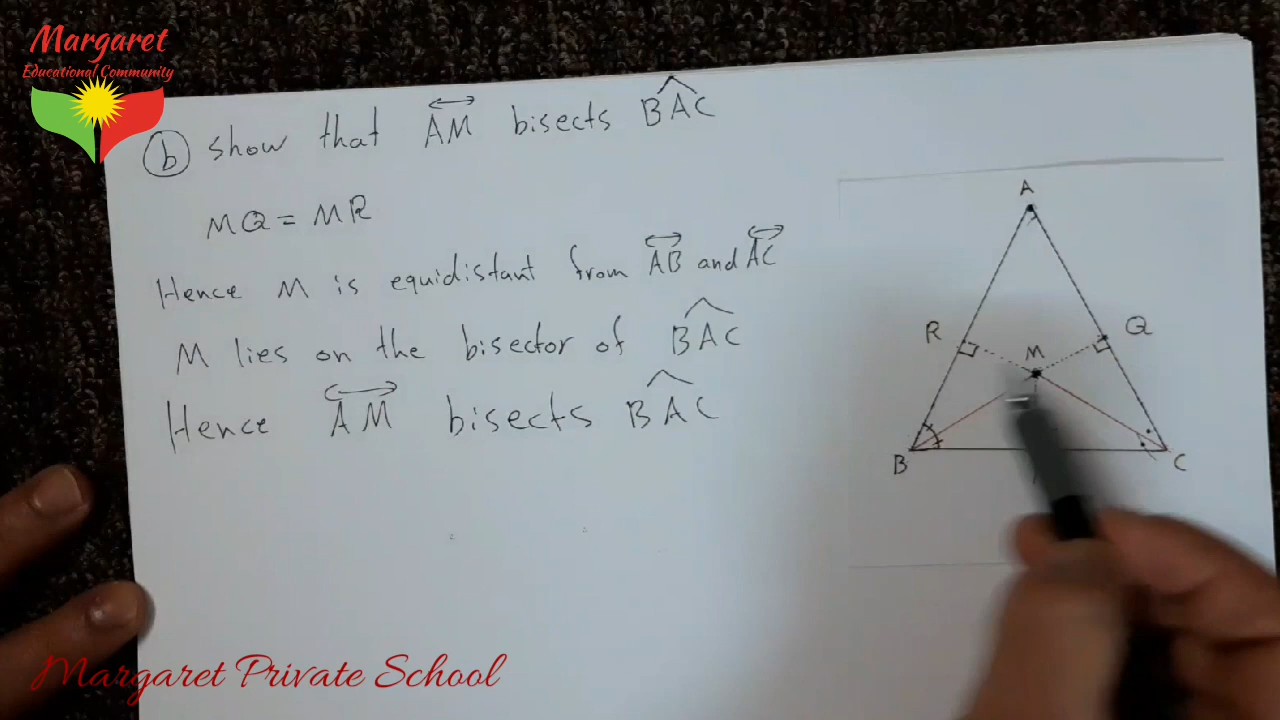 Margaret
Educational Community
b show that AM bisects BAC
MQ = MR
Hence M is equidistant from AB and AC
M lies on the bisector of BAC
Hence AM bisects BAC
A
R
Q
M
B
C
Margaret Private School